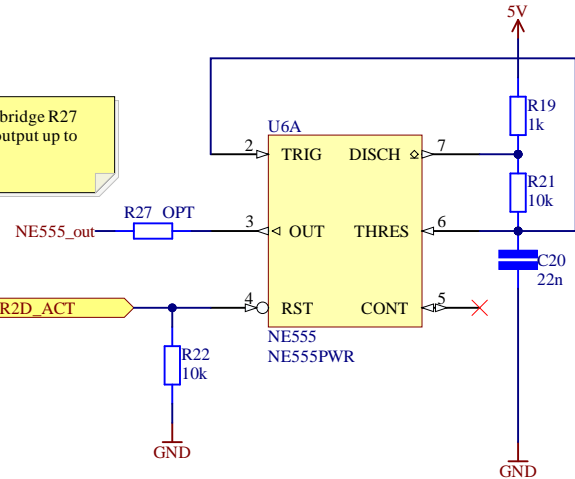 5V
bridge R27
output up to
R19
1k
U6A
2
TRIG
DISCH
7
R21
10k
R27 OPT
NE555_out
3
OUT
THRES
6
C20
22n
R2D_ACT
4
RST
CONT
5
NE555
NE555PWR
R22
10k
GND
GND